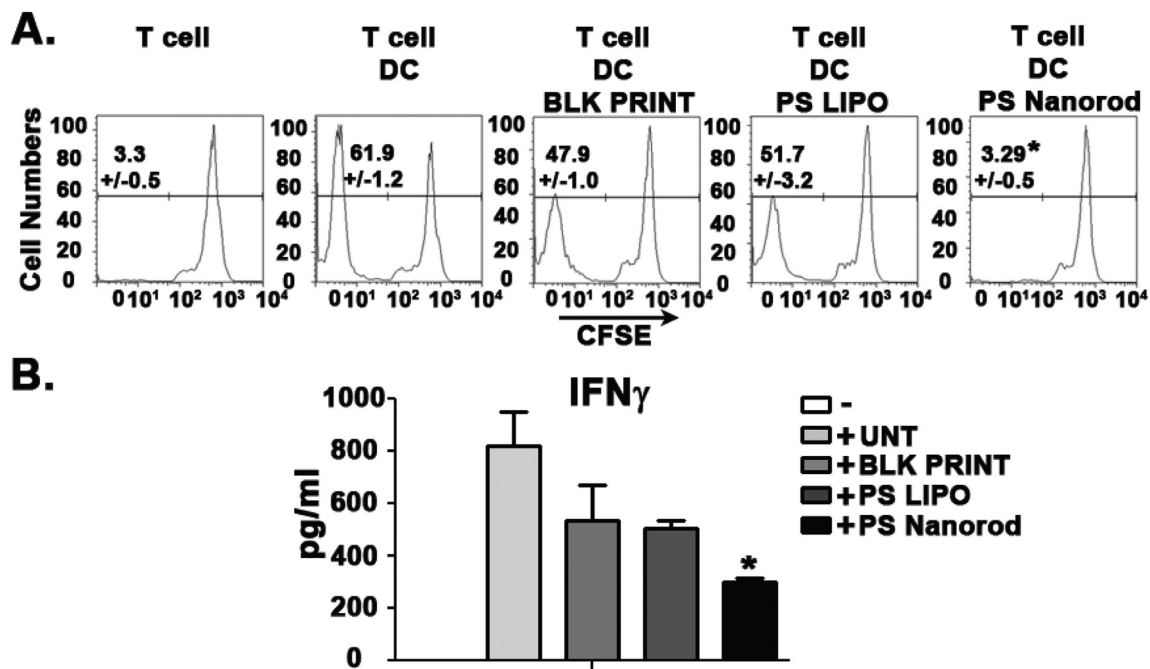 A.
T cell
T cell
DC
T cell
DC
BLK PRINT
T cell
DC
PS LIPO
T cell
DC
PS Nanorod
Cell Numbers
100
80
60
40
20
0
3.3
+/-0.5
0 10¹ 10² 10³ 10⁴
100
80
60
40
20
0
61.9
+/-1.2
0 10¹ 10² 10³ 10⁴
100
80
60
40
20
0
47.9
+/-1.0
0 10¹ 10² 10³ 10⁴
100
80
60
40
20
0
51.7
+/-3.2
0 10¹ 10² 10³ 10⁴
100
80
60
40
20
0
3.29*
+/-0.5
0 10¹ 10² 10³ 10⁴
CFSE
B.
IFNγ
pg/ml
1000
800
600
400
200
0
*
-
+UNT
+BLK PRINT
+PS LIPO
+PS Nanorod